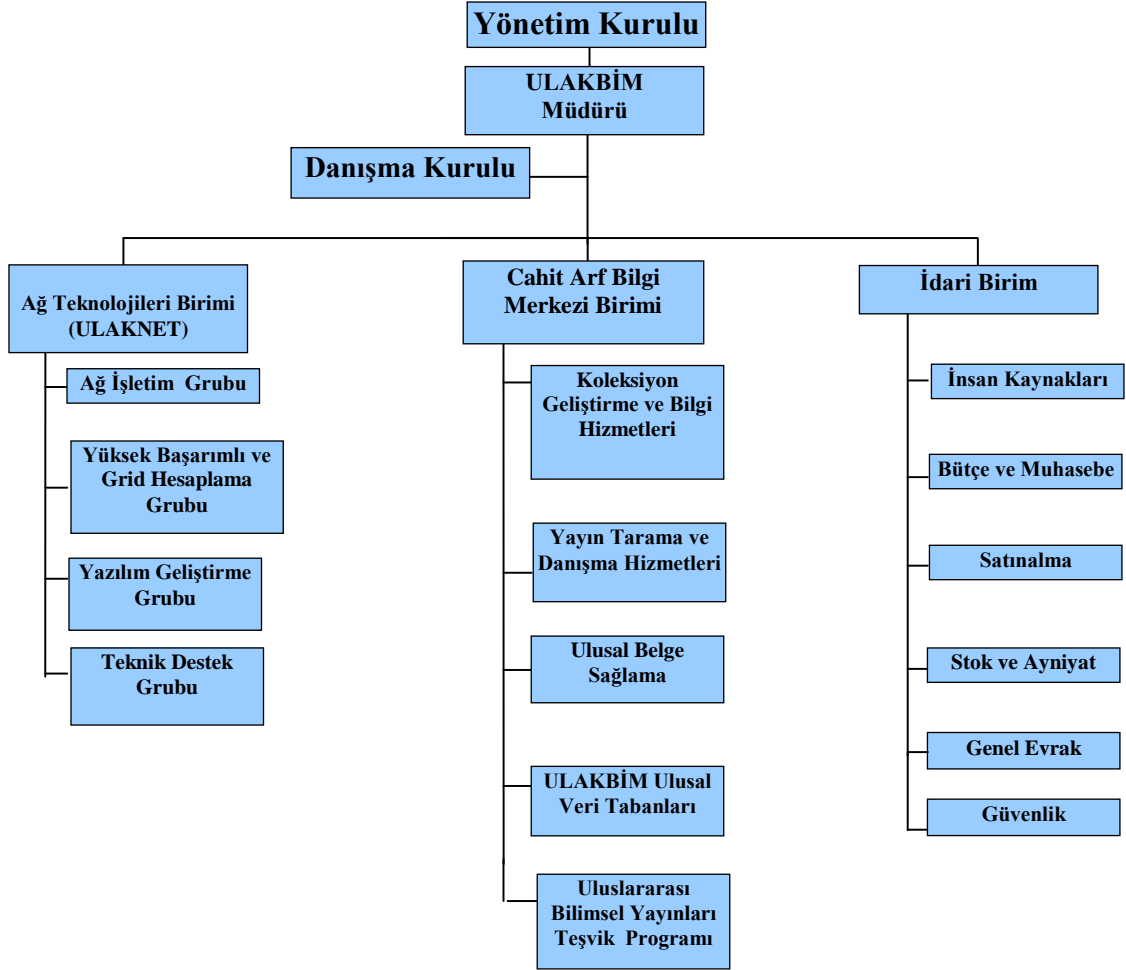 Yönetim Kurulu
ULAKBİM
Müdürü
Danışma Kurulu
Ağ Teknolojileri Birimi
(ULAKNET)
Ağ İşletim Grubu
Yüksek Başarımlı ve
Grid Hesaplama
Grubu
Yazılım Geliştirme
Grubu
Teknik Destek
Grubu
Cahit Arf Bilgi
Merkezi Birimi
Koleksiyon
Geliştirme ve Bilgi
Hizmetleri
Yayın Tarama ve
Danışma Hizmetleri
Ulusal Belge
Sağlama
ULAKBİM Ulusal
Veri Tabanları
Uluslararası
Bilimsel Yayınları
Teşvik Programı
İdari Birim
İnsan Kaynakları
Bütçe ve Muhasebe
Satınalma
Stok ve Ayniyat
Genel Evrak
Güvenlik